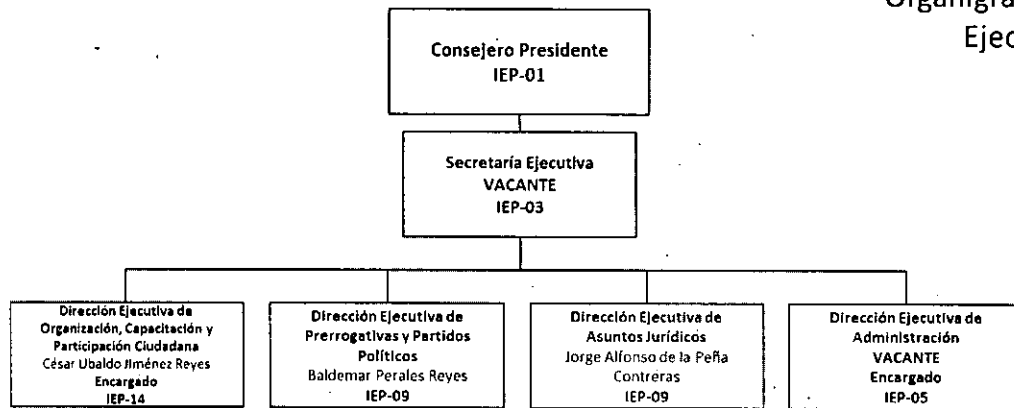 Consejero Presidente
IEP-01
Secretaría Ejecutiva
VACANTE
IEP-03
Dirección Ejecutiva de
Organización, Capacitación y
Participación Ciudadana
César Ubaldo Jiménez Reyes
Encargado
IEP-14
Dirección Ejecutiva de
Prerrogativas y Partidos
Políticos
Baldemar Perales Reyes
IEP-09
Dirección Ejecutiva de
Asuntos Jurídicos
Jorge Alfonso de la Peña
Contreras
IEP-09
Dirección Ejecutiva de
Administración
VACANTE
Encargado
IEP-05